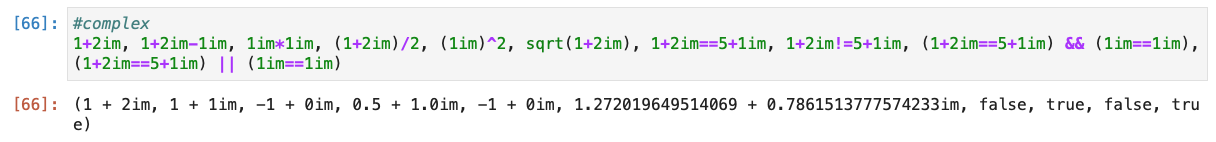 [66]: #complex
1+2im, 1+2im-1im, 1im*1im, (1+2im)/2, (1im)^2, sqrt(1+2im), 1+2im==5+1im, 1+2im!=5+1im, (1+2im==5+1im) && (1im==1im),
(1+2im==5+1im) || (1im==1im)
[66]: (1 + 2im, 1 + 1im, -1 + 0im, 0.5 + 1.0im, -1 + 0im, 1.272019649514069 + 0.7861513777574233im, false, true, false, tru
e)